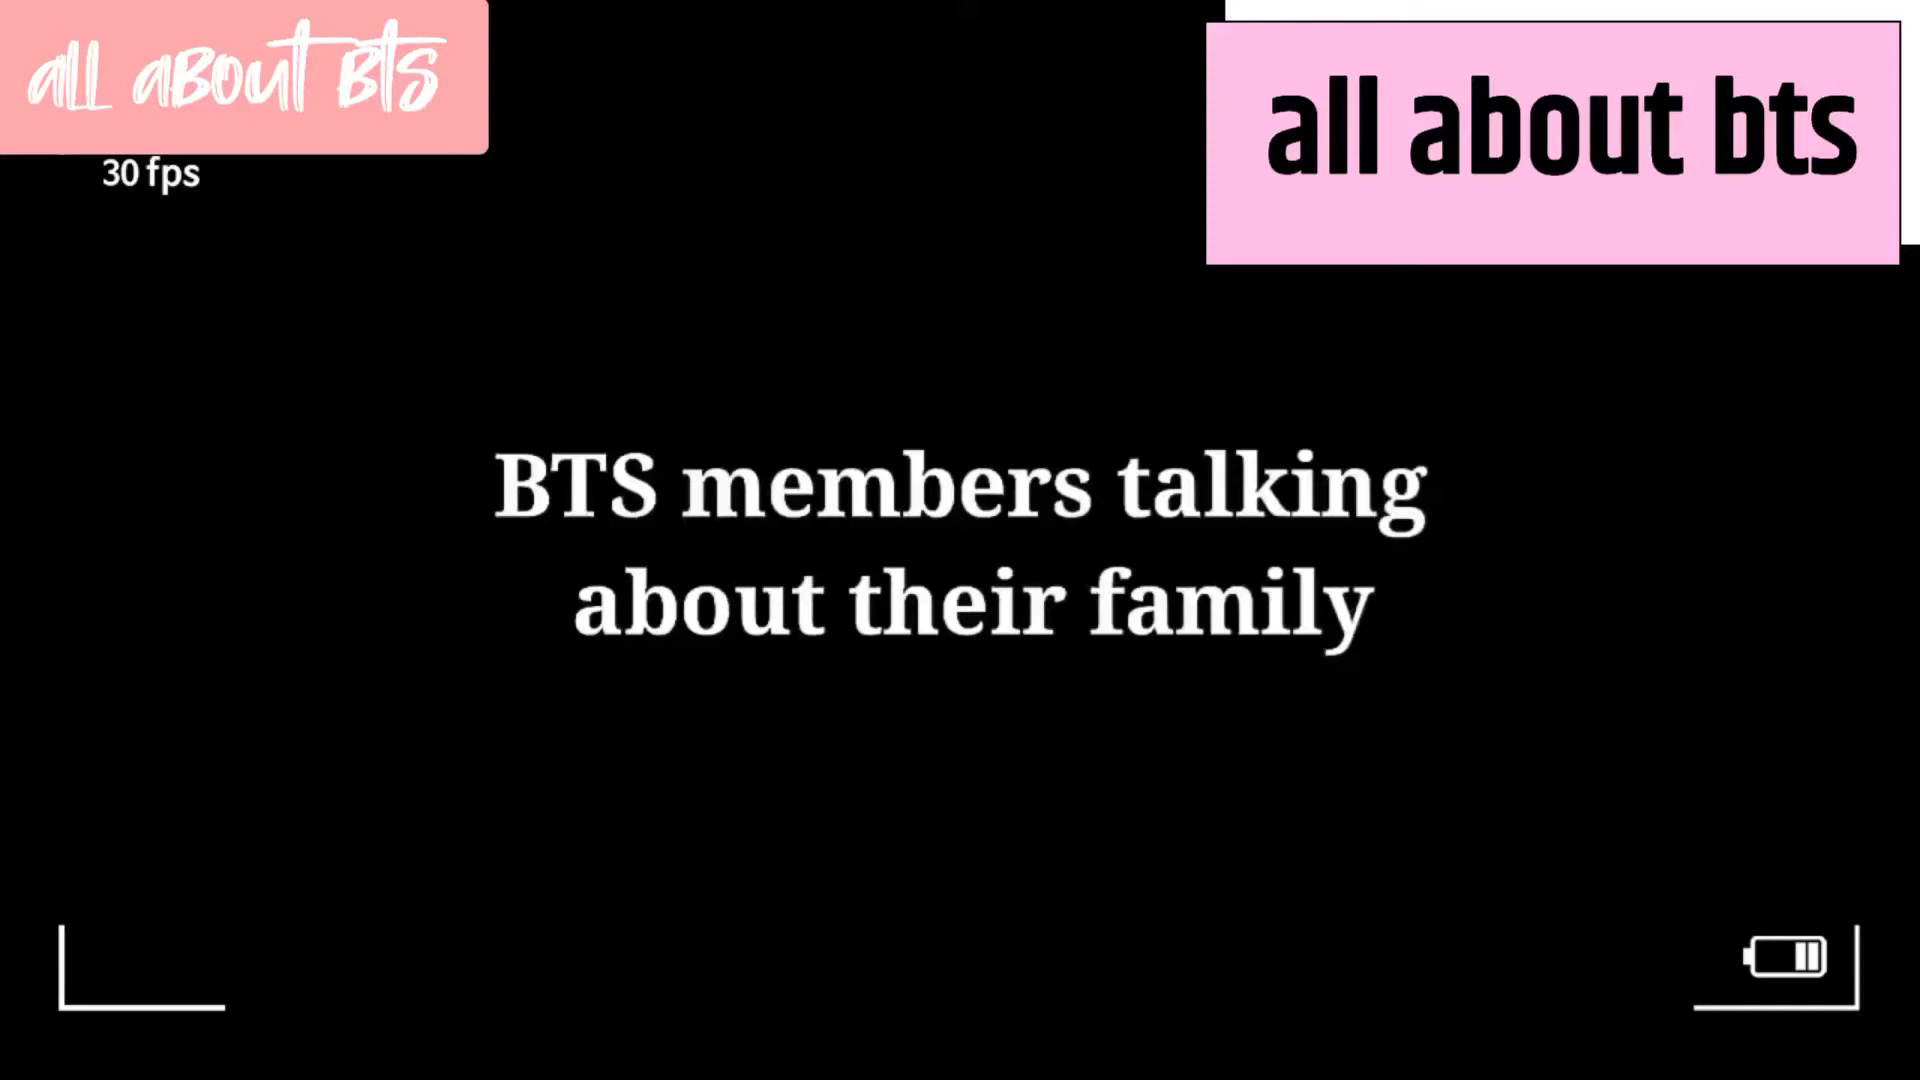 all about bts
all about bts
30 fps
BTS members talking
about their family